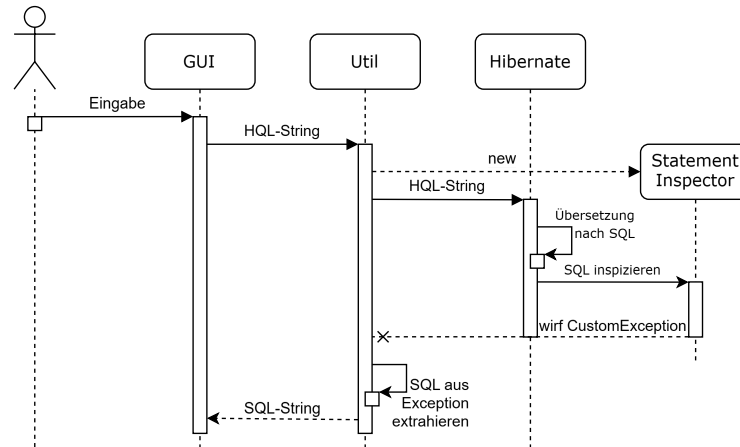 GUI
Util
Hibernate
Eingabe
HQL-String
new
Statement
Inspector
HQL-String
Übersetzung
nach SQL
SQL inspizieren
wirf CustomException
SQL aus
Exception
extrahieren
SQL-String